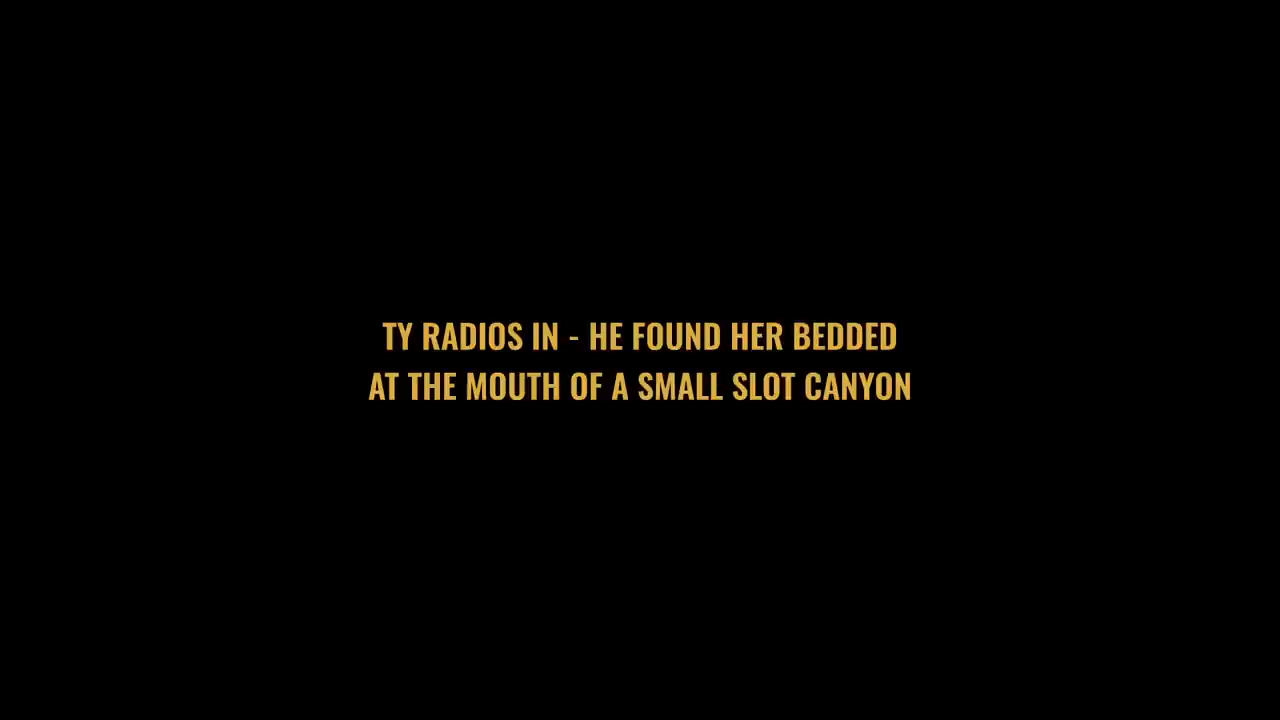 TY RADIOS IN - HE FOUND HER BEDDED
AT THE MOUTH OF A SMALL SLOT CANYON